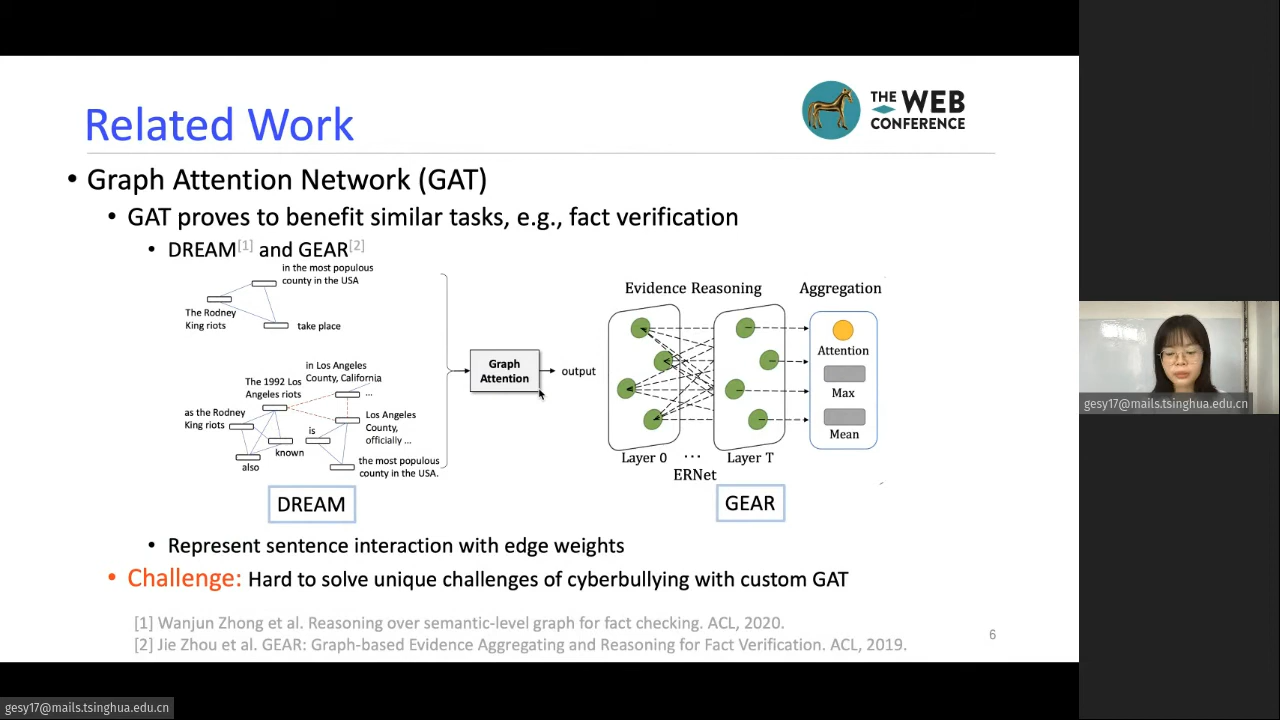 Related Work
THE WEB
CONFERENCE
• Graph Attention Network (GAT)
• GAT proves to benefit similar tasks, e.g., fact verification
• DREAM[1] and GEAR[2]
in the most populous
county in the USA
The Rodney
King riots
take place
in Los Angeles
County, California
The 1992 Los
Angeles riots
...
as the Rodney
King riots
Los Angeles
County,
officially ...
is
known
also
the most populous
county in the USA.
Graph
Attention
output
DREAM
Evidence Reasoning
Aggregation
Attention
Max
Mean
Layer 0 ... Layer T
ERNet
GEAR
• Represent sentence interaction with edge weights
• Challenge: Hard to solve unique challenges of cyberbullying with custom GAT
[1] Wanjun Zhong et al. Reasoning over semantic-level graph for fact checking. ACL, 2020.
[2] Jie Zhou et al. GEAR: Graph-based Evidence Aggregating and Reasoning for Fact Verification. ACL, 2019.
6
gesy17@mails.tsinghua.edu.cn
gesy17@mails.tsinghua.edu.cn